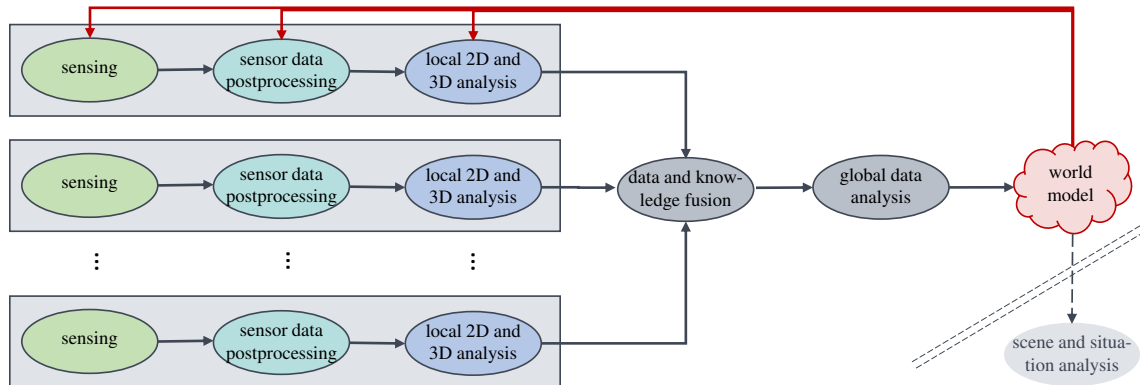 sensing
sensor data
postprocessing
local 2D and
3D analysis
sensing
sensor data
postprocessing
local 2D and
3D analysis
data and know-
ledge fusion
global data
analysis
world
model
sensing
sensor data
postprocessing
local 2D and
3D analysis
scene and situa-
tion analysis